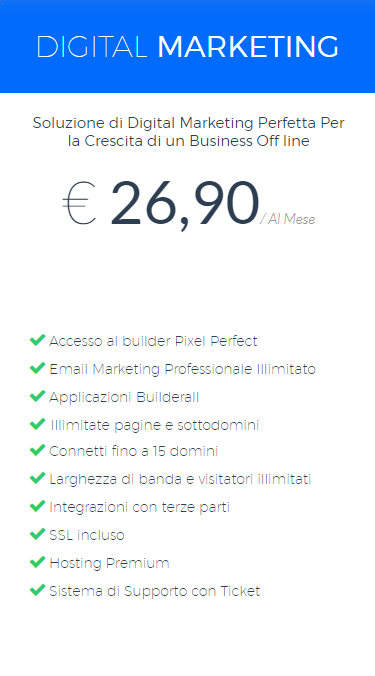 DIGITAL MARKETING
Soluzione di Digital Marketing Perfetta Per
la Crescita di un Business Off line
€ 26,90 / Al Mese
Accesso al builder Pixel Perfect
Email Marketing Professionale Illimitato
Applicazioni Builderall
Illimitate pagine e sottodomini
Connetti fino a 15 domini
Larghezza di banda e visitatori illimitati
Integrazioni con terze parti
SSL incluso
Hosting Premium
Sistema di Supporto con Ticket